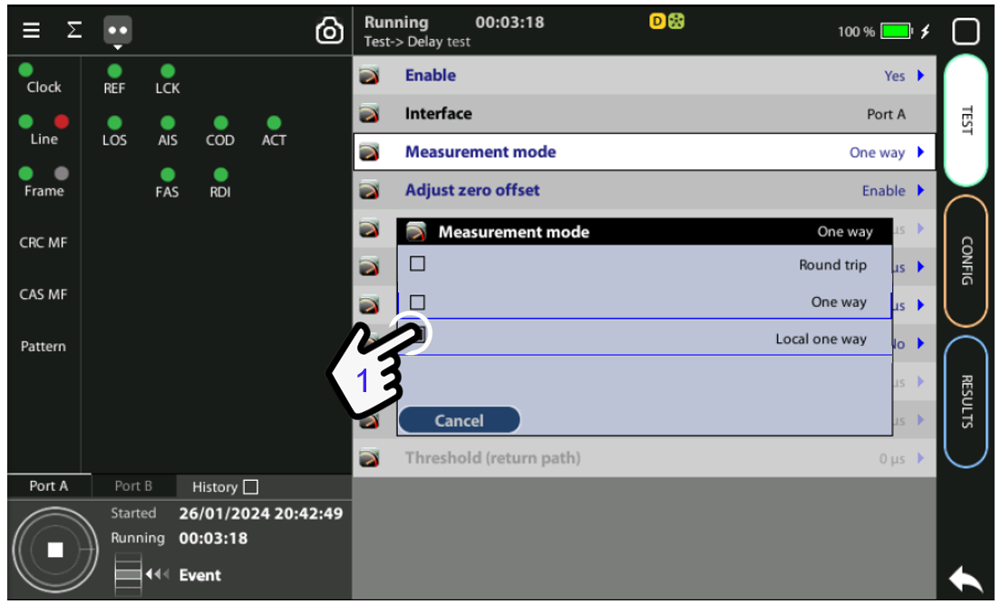 Σ
Running 00:03:18
Test-> Delay test
D
100 %
Clock REF LCK
Line LOS AIS COD ACT
Frame FAS RDI
CRC MF
CAS MF
Pattern
Port A Port B History
Started 26/01/2024 20:42:49
Running 00:03:18
Event
Enable Yes
Interface Port A
Measurement mode One way
Adjust zero offset Enable
Measurement mode One way
µs
Round trip
µs
One way
µs
Local one way
No
1
µs
Cancel
µs
Threshold (return path) 0 µs
TEST
CONFIG
RESULTS